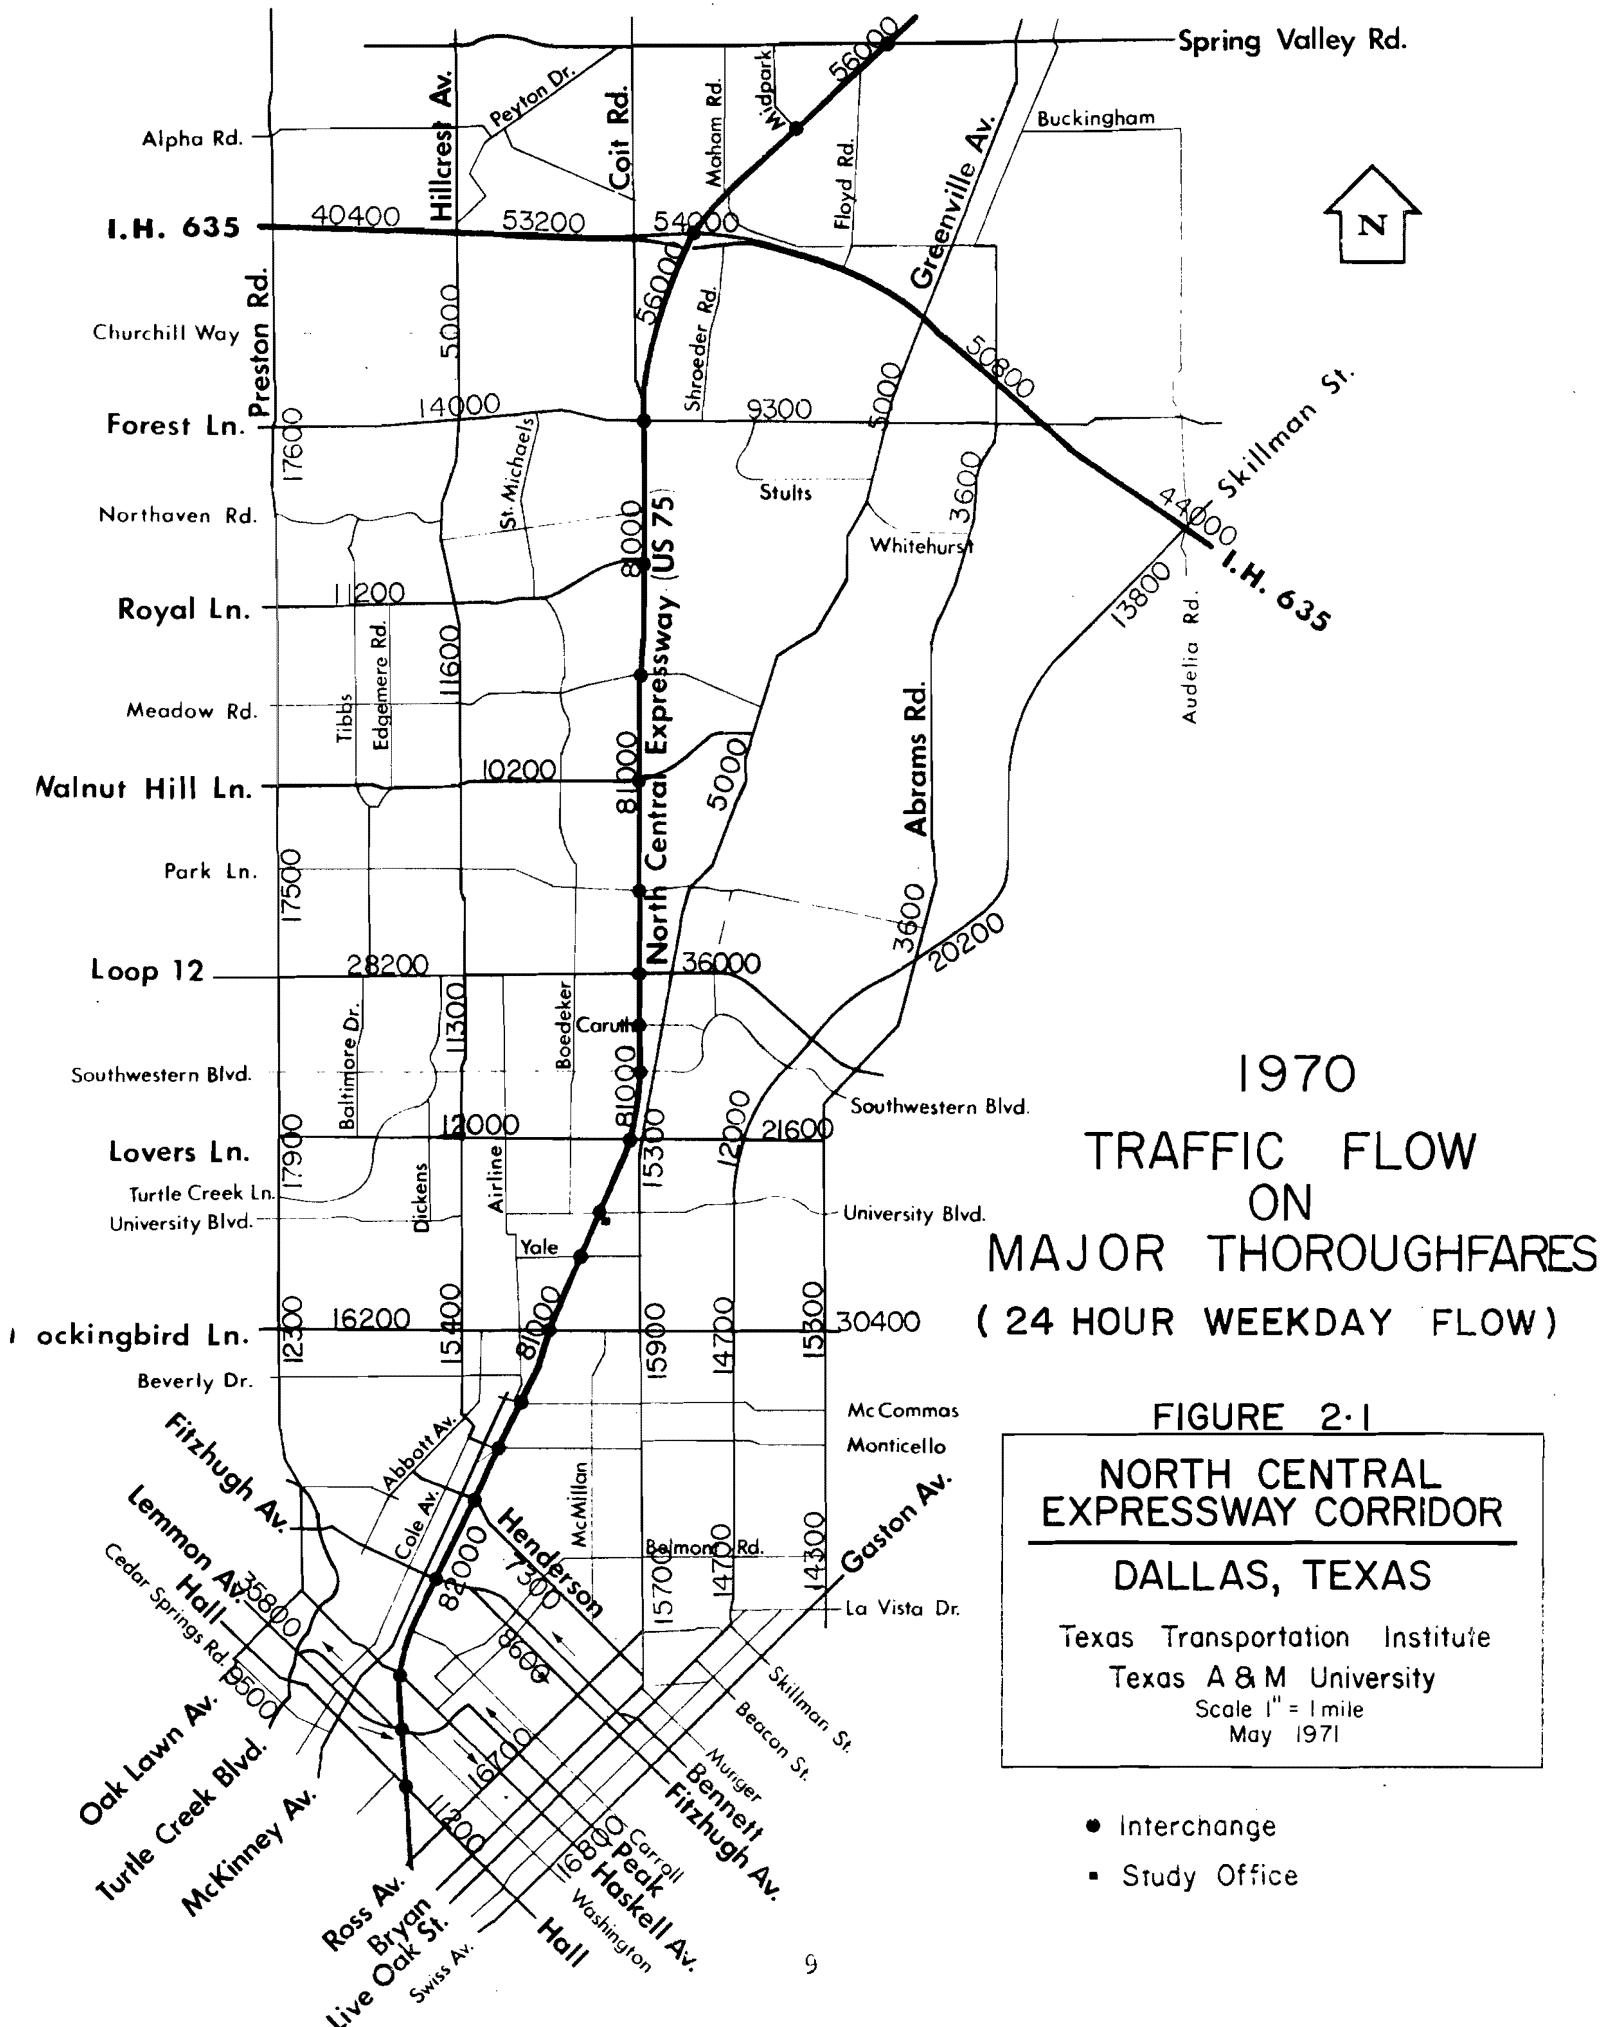 Spring Valley Rd.
56000
Midpark
Peyton Dr.
Hillcrest Av.
Coit Rd.
Maham Rd.
Floyd Rd.
Greenville Av.
Buckingham
Alpha Rd.
N
I.H. 635
40400
53200
54000
56000
Preston Rd.
5000
Shroeder Rd.
Churchill Way
50800
5000
Skillman St.
Forest Ln.
14000
9300
17600
St. Michaels
Stults
3600
44000
Northaven Rd.
81000
(US 75)
Whitehurst
I.H. 635
Royal Ln.
11200
13800
Audelia Rd.
11600
Edgemere Rd.
Tibbs
Meadow Rd.
North Central Expressway
Abrams Rd.
81000
5000
Walnut Hill Ln.
10200
Park Ln.
17500
3600
20200
Loop 12
28200
36000
11300
Baltimore Dr.
Boedeker
Caruth
Southwestern Blvd.
81000
1970
Southwestern Blvd.
12000
Lovers Ln.
17900
12000
15300
21600
TRAFFIC FLOW
ON
MAJOR THOROUGHFARES
(24 HOUR WEEKDAY FLOW)
Turtle Creek Ln.
Dickens
Airline
University Blvd.
University Blvd.
Yale
ockingbird Ln.
12300
16200
15400
81000
15900
14700
15300
30400
Beverly Dr.
McCommas
Monticello
FIGURE 2.1
NORTH CENTRAL
EXPRESSWAY CORRIDOR
DALLAS, TEXAS
Texas Transportation Institute
Texas A & M University
Scale 1" = 1 mile
May 1971
Fitzhugh Av.
Abbott Av.
Cole Av.
McMillan
Henderson
7300
82000
Belmont Rd.
15700
14700
14300
Gaston Av.
La Vista Dr.
Lemmon Av.
35800
Hall
Cedar Springs Rd.
9500
8600
Oak Lawn Av.
Turtle Creek Blvd.
McKinney Av.
16700
11200
16800
Skillman St.
Beacon St.
Munger
Bennett
Fitzhugh Av.
Carroll
Peak
Haskell Av.
Washington
Hall
Ross Av.
Bryan
Live Oak St.
Swiss Av.
Interchange
Study Office
9